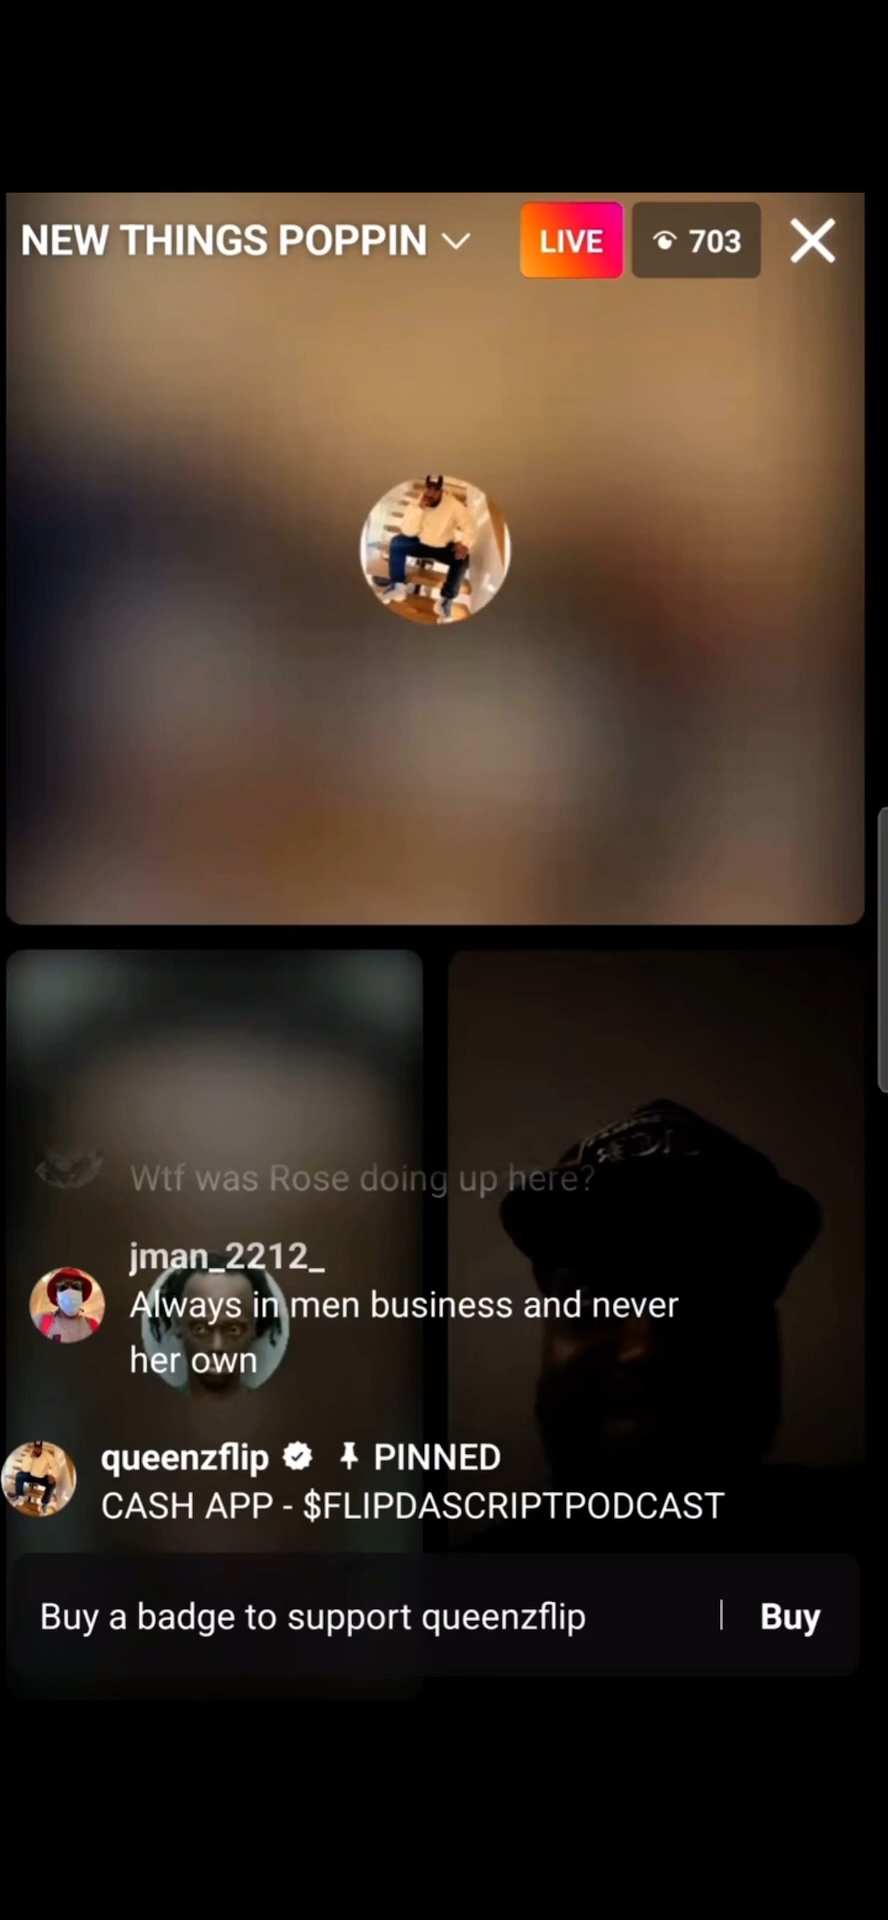 NEW THINGS POPPIN
LIVE
703
Wtf was Rose doing up here?
jman_2212_
Always in men business and never
her own
queenzflip PINNED
CASH APP - $FLIPDASCRIPTPODCAST
Buy a badge to support queenzflip | Buy